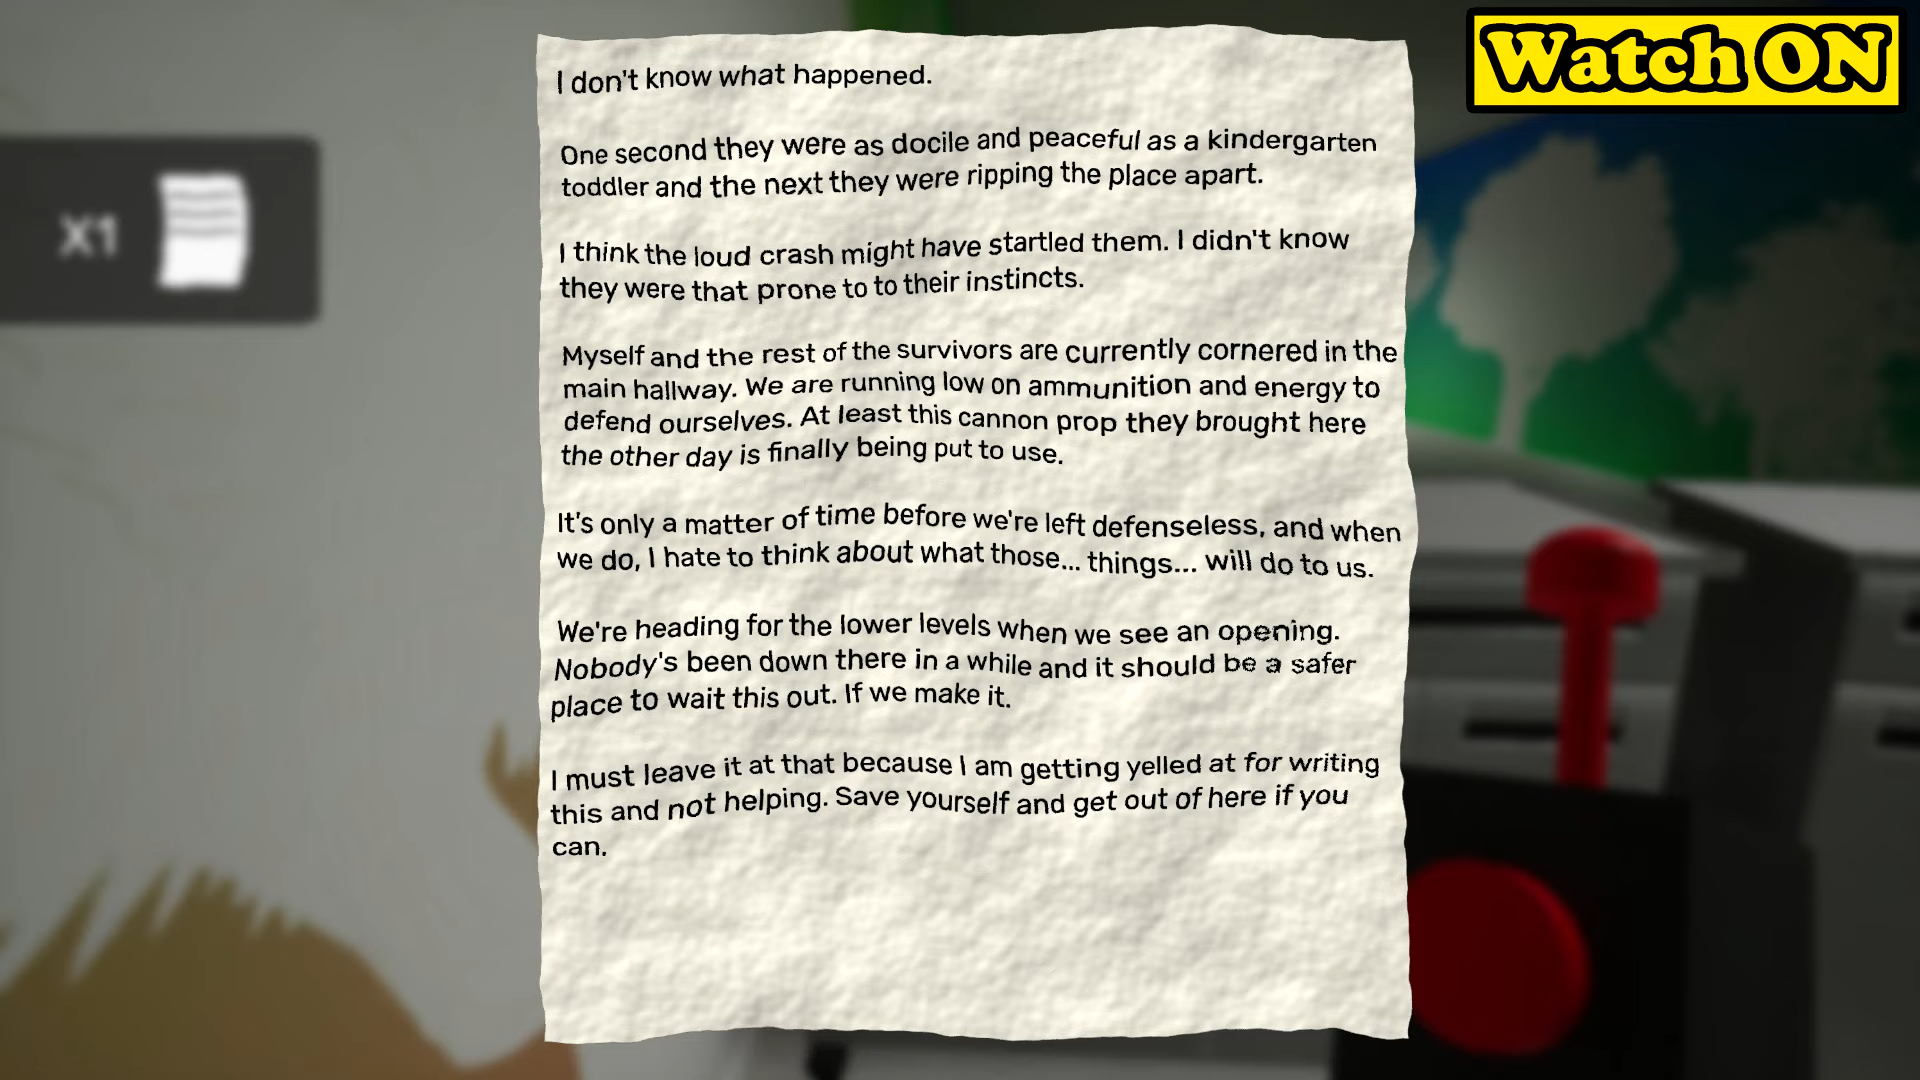 Watch ON
X1
I don't know what happened.
One second they were as docile and peaceful as a kindergarten
toddler and the next they were ripping the place apart.
I think the loud crash might have startled them. I didn't know
they were that prone to to their instincts.
Myself and the rest of the survivors are currently cornered in the
main hallway. We are running low on ammunition and energy to
defend ourselves. At least this cannon prop they brought here
the other day is finally being put to use.
It's only a matter of time before we're left defenseless, and when
we do, I hate to think about what those... things... will do to us.
We're heading for the lower levels when we see an opening.
Nobody's been down there in a while and it should be a safer
place to wait this out. If we make it.
I must leave it at that because I am getting yelled at for writing
this and not helping. Save yourself and get out of here if you
can.